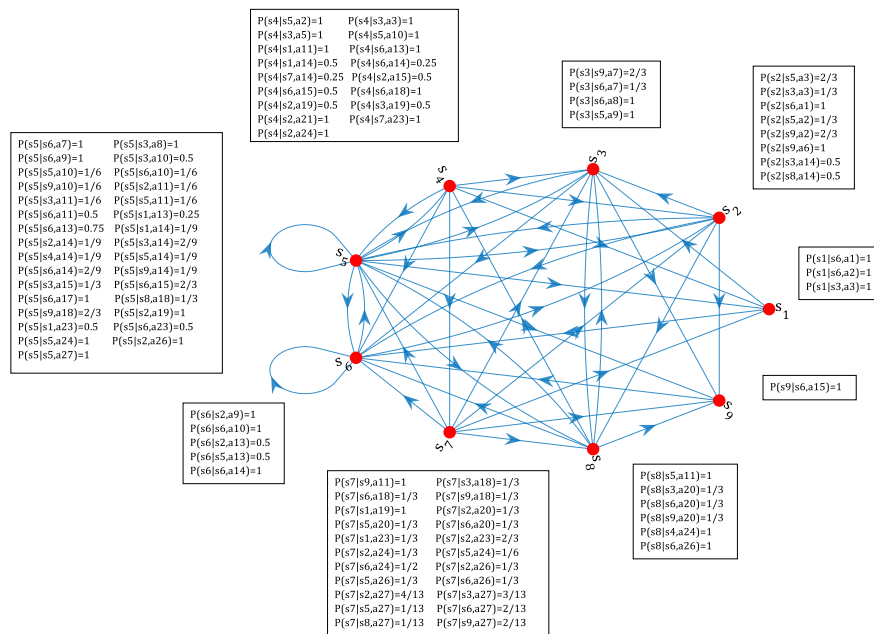 P(s4|s5,a2)=1 P(s4|s3,a3)=1
P(s4|s3,a5)=1 P(s4|s5,a10)=1
P(s4|s1,a11)=1 P(s4|s6,a13)=1
P(s4|s1,a14)=0.5 P(s4|s6,a14)=0.25
P(s4|s7,a14)=0.25 P(s4|s2,a15)=0.5
P(s4|s6,a15)=0.5 P(s4|s6,a18)=1
P(s4|s2,a19)=0.5 P(s4|s3,a19)=0.5
P(s4|s2,a21)=1 P(s4|s7,a23)=1
P(s4|s2,a24)=1
P(s3|s9,a7)=2/3
P(s3|s6,a7)=1/3
P(s3|s6,a8)=1
P(s3|s5,a9)=1
P(s2|s5,a3)=2/3
P(s2|s3,a3)=1/3
P(s2|s6,a1)=1
P(s2|s5,a2)=1/3
P(s2|s9,a2)=2/3
P(s2|s9,a6)=1
P(s2|s3,a14)=0.5
P(s2|s8,a14)=0.5
P(s5|s6,a7)=1 P(s5|s3,a8)=1
P(s5|s6,a9)=1 P(s5|s3,a10)=0.5
P(s5|s5,a10)=1/6 P(s5|s6,a10)=1/6
P(s5|s9,a10)=1/6 P(s5|s2,a11)=1/6
P(s5|s3,a11)=1/6 P(s5|s5,a11)=1/6
P(s5|s6,a11)=0.5 P(s5|s1,a13)=0.25
P(s5|s6,a13)=0.75 P(s5|s1,a14)=1/9
P(s5|s2,a14)=1/9 P(s5|s3,a14)=2/9
P(s5|s4,a14)=1/9 P(s5|s5,a14)=1/9
P(s5|s6,a14)=2/9 P(s5|s9,a14)=1/9
P(s5|s3,a15)=1/3 P(s5|s6,a15)=2/3
P(s5|s6,a17)=1 P(s5|s8,a18)=1/3
P(s5|s9,a18)=2/3 P(s5|s2,a19)=1
P(s5|s1,a23)=0.5 P(s5|s6,a23)=0.5
P(s5|s5,a24)=1 P(s5|s2,a26)=1
P(s5|s5,a27)=1
s3
s4
s2
s5
s1
P(s1|s6,a1)=1
P(s1|s6,a2)=1
P(s1|s3,a3)=1
s6
s9
P(s9|s6,a15)=1
s7
s8
P(s6|s2,a9)=1
P(s6|s6,a10)=1
P(s6|s2,a13)=0.5
P(s6|s5,a13)=0.5
P(s6|s6,a14)=1
P(s7|s9,a11)=1 P(s7|s3,a18)=1/3
P(s7|s6,a18)=1/3 P(s7|s9,a18)=1/3
P(s7|s1,a19)=1 P(s7|s2,a20)=1/3
P(s7|s5,a20)=1/3 P(s7|s6,a20)=1/3
P(s7|s1,a23)=1/3 P(s7|s2,a23)=2/3
P(s7|s2,a24)=1/3 P(s7|s5,a24)=1/6
P(s7|s6,a24)=1/2 P(s7|s2,a26)=1/3
P(s7|s5,a26)=1/3 P(s7|s6,a26)=1/3
P(s7|s2,a27)=4/13 P(s7|s3,a27)=3/13
P(s7|s5,a27)=1/13 P(s7|s6,a27)=2/13
P(s7|s8,a27)=1/13 P(s7|s9,a27)=2/13
P(s8|s5,a11)=1
P(s8|s3,a20)=1/3
P(s8|s6,a20)=1/3
P(s8|s9,a20)=1/3
P(s8|s4,a24)=1
P(s8|s6,a26)=1